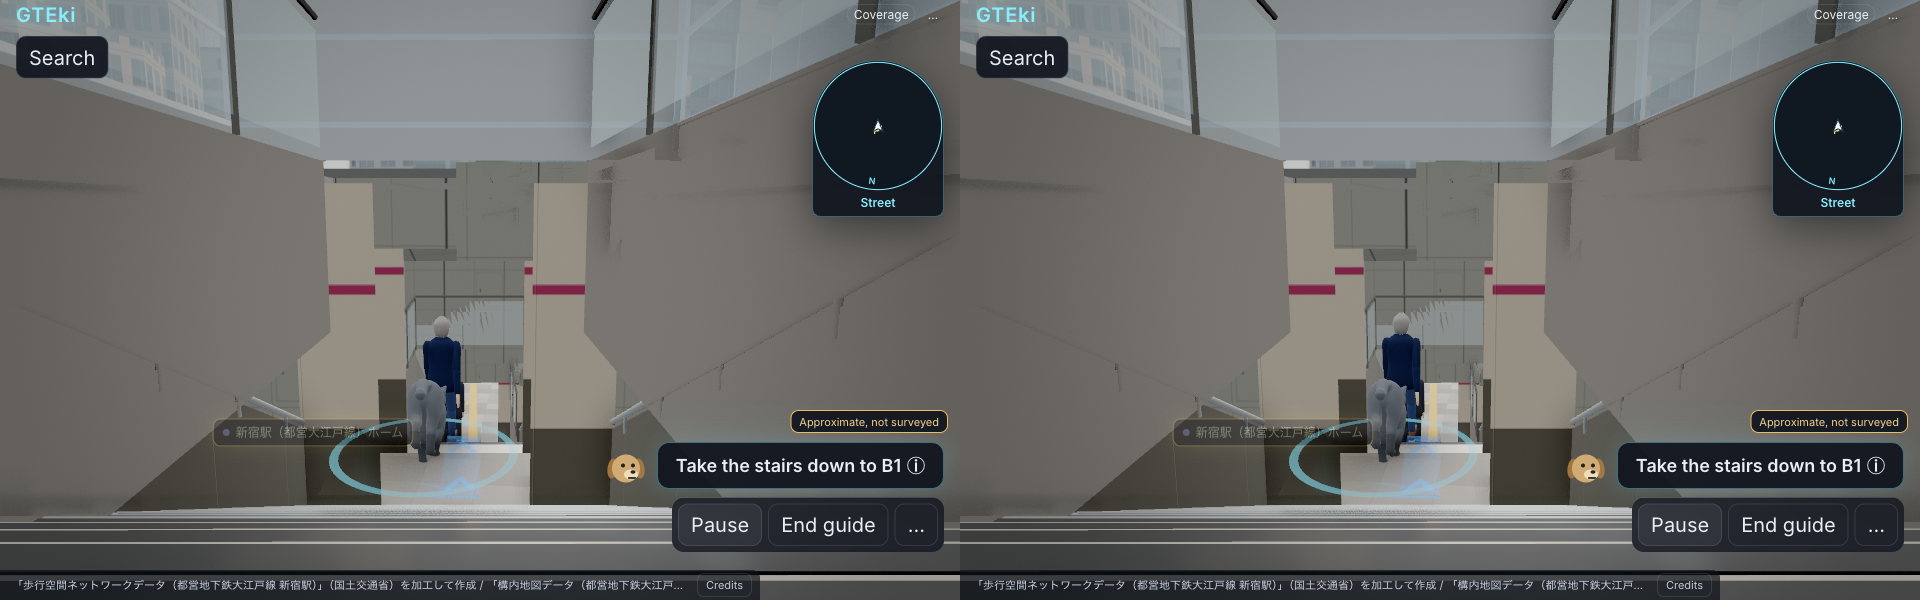 GTEki
Coverage
...
Search
N
Street
新宿駅（都営大江戸線）ホーム
Approximate, not surveyed
Take the stairs down to B1 ⓘ
Pause
End guide
...
「歩行空間ネットワークデータ（都営地下鉄大江戸線 新宿駅）」（国土交通省）を加工して作成 / 「構内地図データ（都営地下鉄大江戸...
Credits
GTEki
Coverage
...
Search
N
Street
新宿駅（都営大江戸線）ホーム
Approximate, not surveyed
Take the stairs down to B1 ⓘ
Pause
End guide
...
「歩行空間ネットワークデータ（都営地下鉄大江戸線 新宿駅）」（国土交通省）を加工して作成 / 「構内地図データ（都営地下鉄大江戸...
Credits